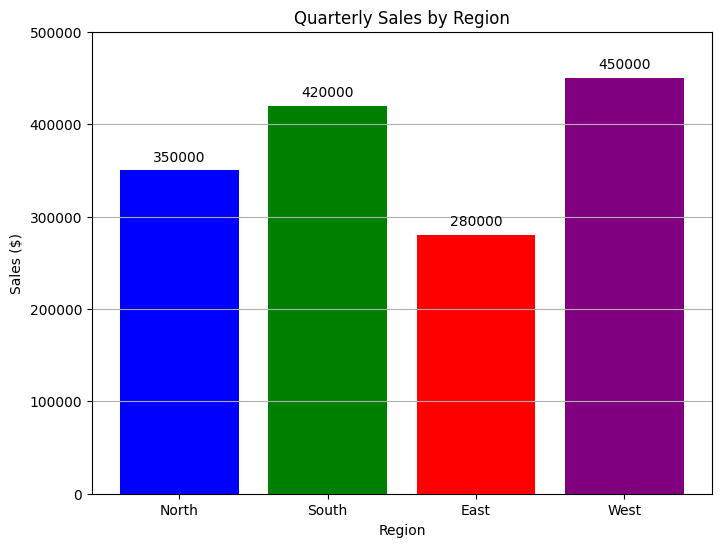 Quarterly Sales by Region
500000
400000
300000
200000
100000
0
Sales ($)
350000
420000
280000
450000
North
South
East
West
Region